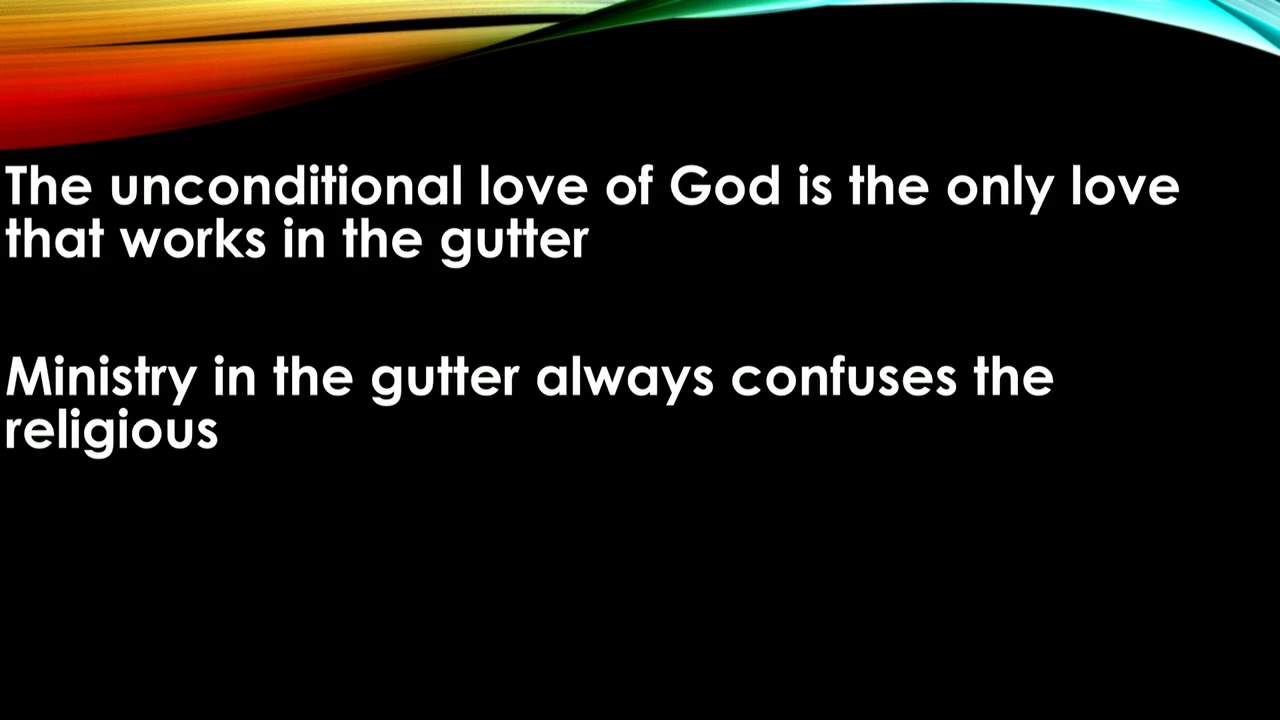 The unconditional love of God is the only love
that works in the gutter
Ministry in the gutter always confuses the
religious